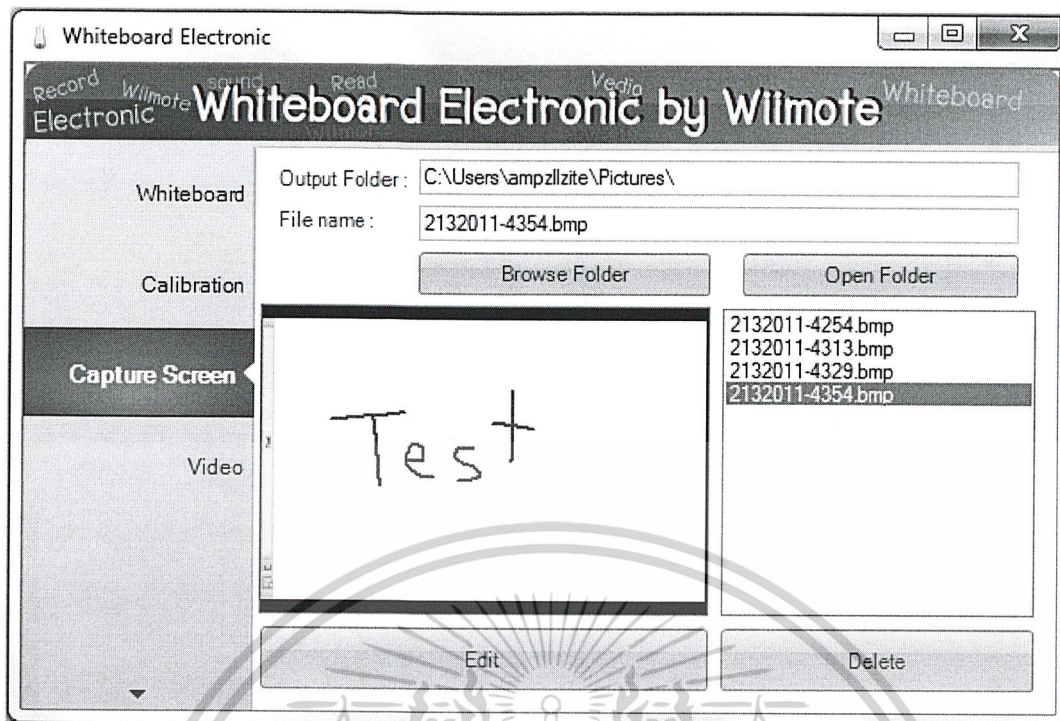 Whiteboard Electronic
Record Wiimote sound Read Vedio Whiteboard
Electronic Whiteboard Electronic by Wiimote
Whiteboard
Output Folder : C:\Users\ampzllzite\Pictures\
File name : 2132011-4354.bmp
Calibration
Browse Folder Open Folder
Capture Screen
Test
2132011-4254.bmp
2132011-4313.bmp
2132011-4329.bmp
2132011-4354.bmp
Video
Edit Delete